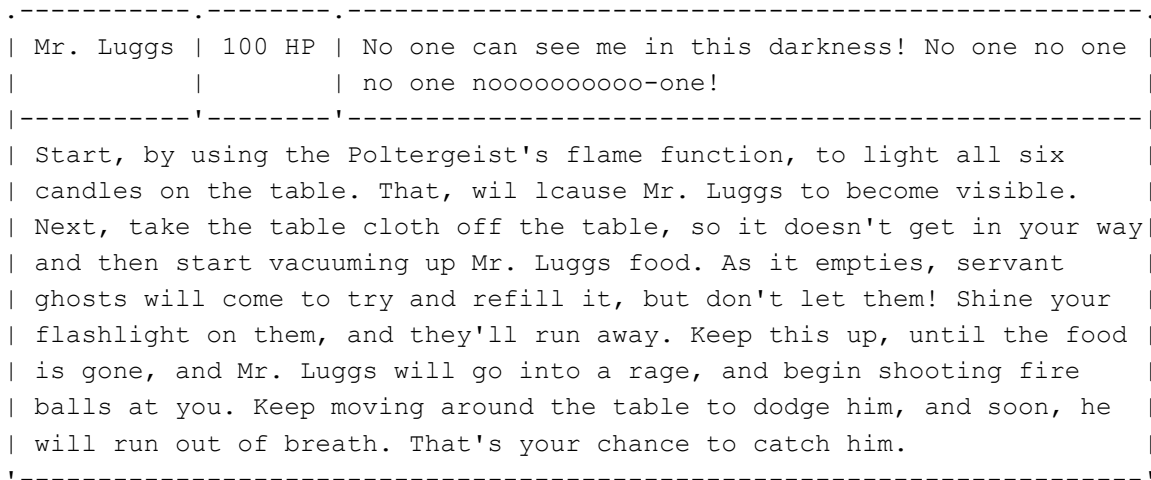 .-----------.--------.---------------------------------------------------.
| Mr. Luggs | 100 HP | No one can see me in this darkness! No one no one |
|           |        | no one noooooooooo-one!                           |
|-----------'--------'---------------------------------------------------|
| Start, by using the Poltergeist's flame function, to light all six     |
| candles on the table. That, wil lcause Mr. Luggs to become visible.    |
| Next, take the table cloth off the table, so it doesn't get in your way|
| and then start vacuuming up Mr. Luggs food. As it empties, servant     |
| ghosts will come to try and refill it, but don't let them! Shine your  |
| flashlight on them, and they'll run away. Keep this up, until the food |
| is gone, and Mr. Luggs will go into a rage, and begin shooting fire    |
| balls at you. Keep moving around the table to dodge him, and soon, he  |
| will run out of breath. That's your chance to catch him.               |
'------------------------------------------------------------------------'